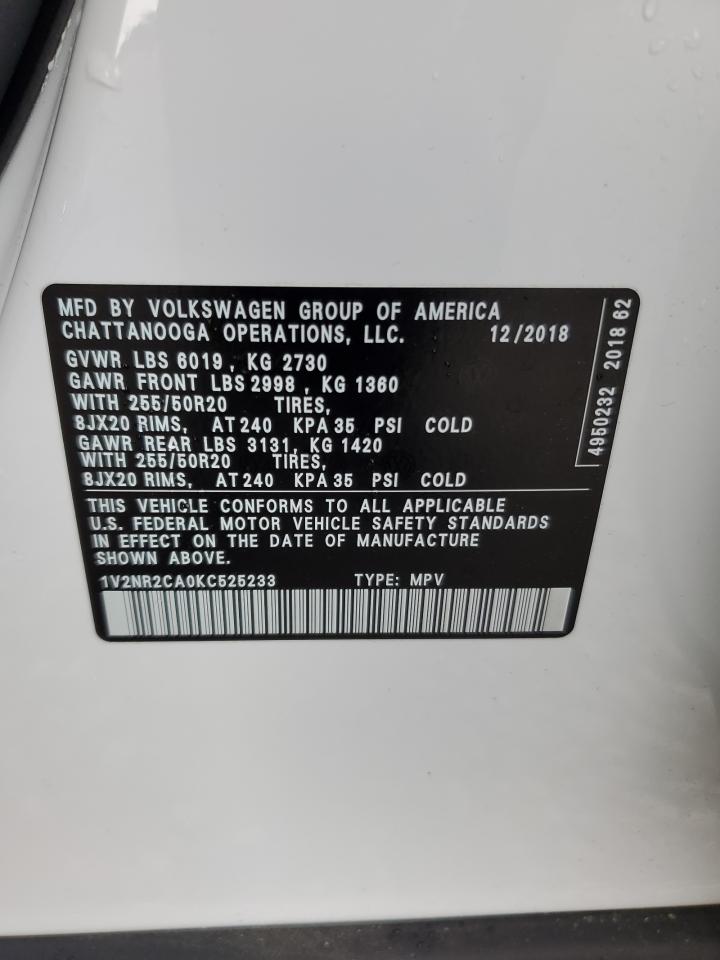 MFD BY VOLKSWAGEN GROUP OF AMERICA
CHATTANOOGA OPERATIONS, LLC. 12/2018
GVWR LBS 6019, KG 2730
GAWR FRONT LBS 2998, KG 1360
WITH 255/50R20 TIRES,
8JX20 RIMS, AT 240 KPA 35 PSI COLD
GAWR REAR LBS 3131, KG 1420
WITH 255/50R20 TIRES,
8JX20 RIMS, AT 240 KPA 35 PSI COLD
THIS VEHICLE CONFORMS TO ALL APPLICABLE
U.S. FEDERAL MOTOR VEHICLE SAFETY STANDARDS
IN EFFECT ON THE DATE OF MANUFACTURE
SHOWN ABOVE.
1V2NR2CA0KC525233 TYPE: MPV
4950232 2018 62